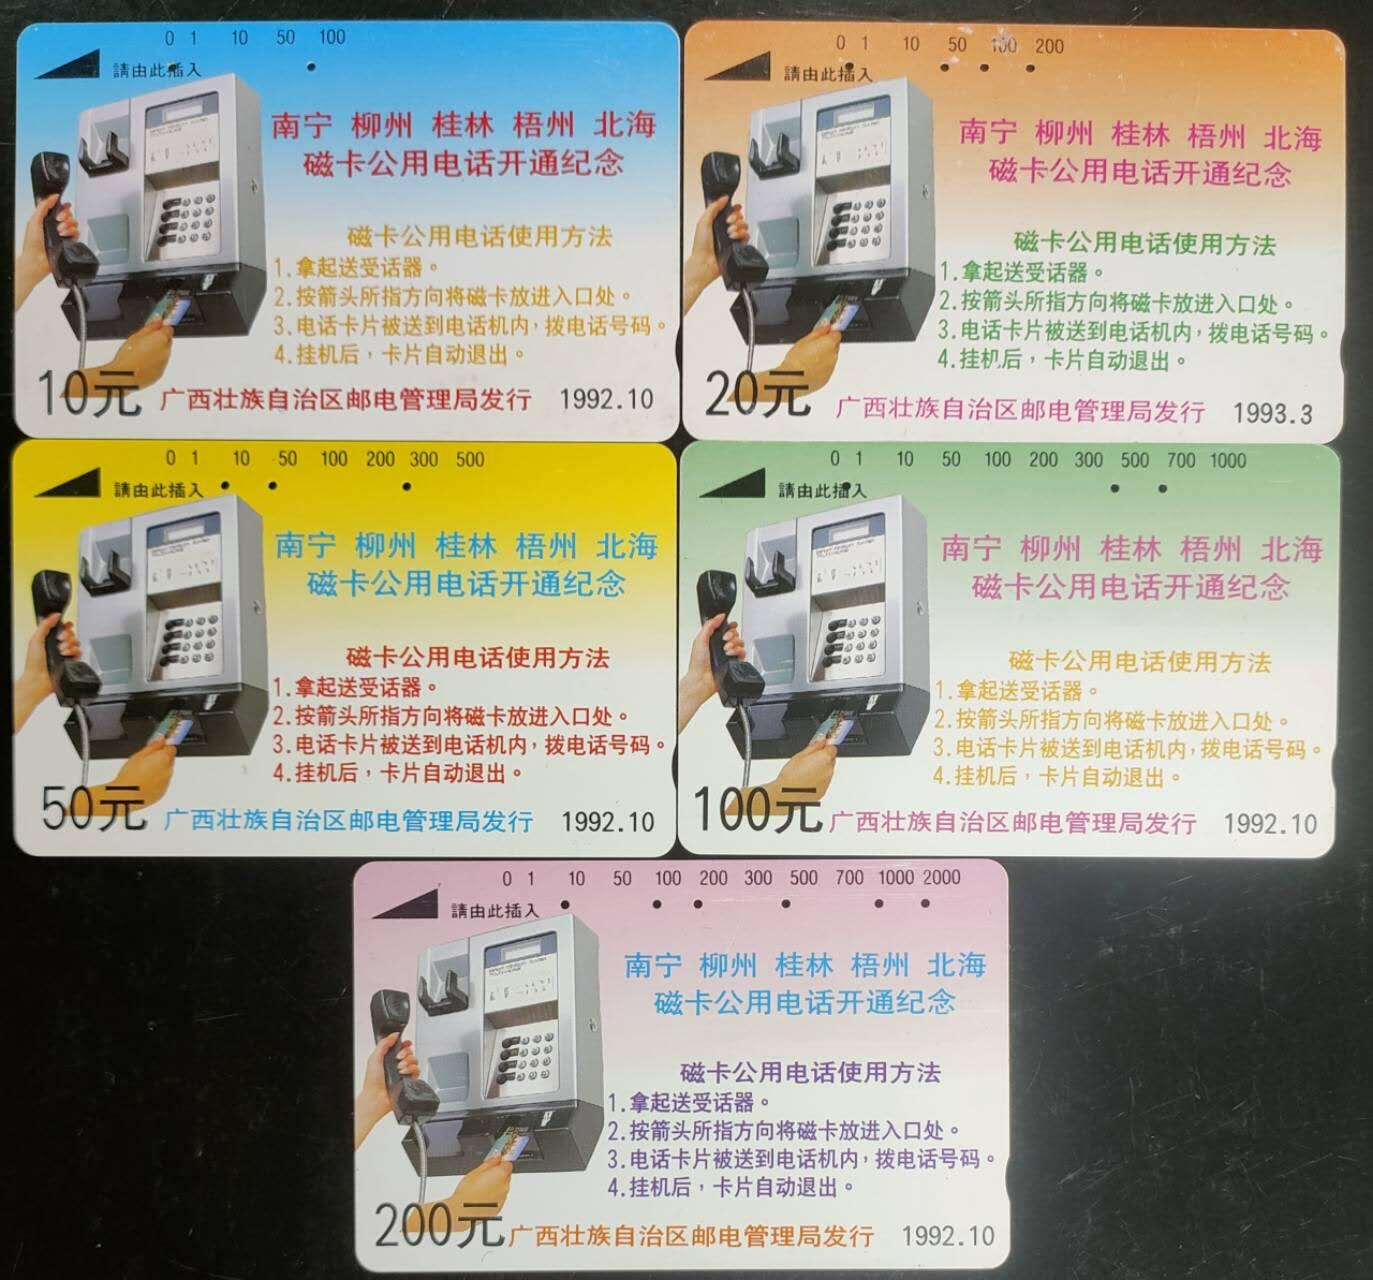 0 1 10 50 100
請由此插入
南宁 柳州 桂林 梧州 北海
磁卡公用电话开通纪念
磁卡公用电话使用方法
1.拿起送受话器。
2.按箭头所指方向将磁卡放进入口处。
3.电话卡片被送到电话机内，拨电话号码。
4.挂机后，卡片自动退出。
10元 广西壮族自治区邮电管理局发行 1992.10
0 1 10 50 100 200
請由此插入
南宁 柳州 桂林 梧州 北海
磁卡公用电话开通纪念
磁卡公用电话使用方法
1.拿起送受话器。
2.按箭头所指方向将磁卡放进入口处。
3.电话卡片被送到电话机内，拨电话号码。
4.挂机后，卡片自动退出。
20元 广西壮族自治区邮电管理局发行 1993.3
0 1 10 50 100 200 300 500
請由此插入
南宁 柳州 桂林 梧州 北海
磁卡公用电话开通纪念
磁卡公用电话使用方法
1.拿起送受话器。
2.按箭头所指方向将磁卡放进入口处。
3.电话卡片被送到电话机内，拨电话号码。
4.挂机后，卡片自动退出。
50元 广西壮族自治区邮电管理局发行 1992.10
0 1 10 50 100 200 300 500 700 1000
請由此插入
南宁 柳州 桂林 梧州 北海
磁卡公用电话开通纪念
磁卡公用电话使用方法
1.拿起送受话器。
2.按箭头所指方向将磁卡放进入口处。
3.电话卡片被送到电话机内，拨电话号码。
4.挂机后，卡片自动退出。
100元 广西壮族自治区邮电管理局发行 1992.10
0 1 10 50 100 200 300 500 700 1000 2000
請由此插入
南宁 柳州 桂林 梧州 北海
磁卡公用电话开通纪念
磁卡公用电话使用方法
1.拿起送受话器。
2.按箭头所指方向将磁卡放进入口处。
3.电话卡片被送到电话机内，拨电话号码。
4.挂机后，卡片自动退出。
200元 广西壮族自治区邮电管理局发行 1992.10